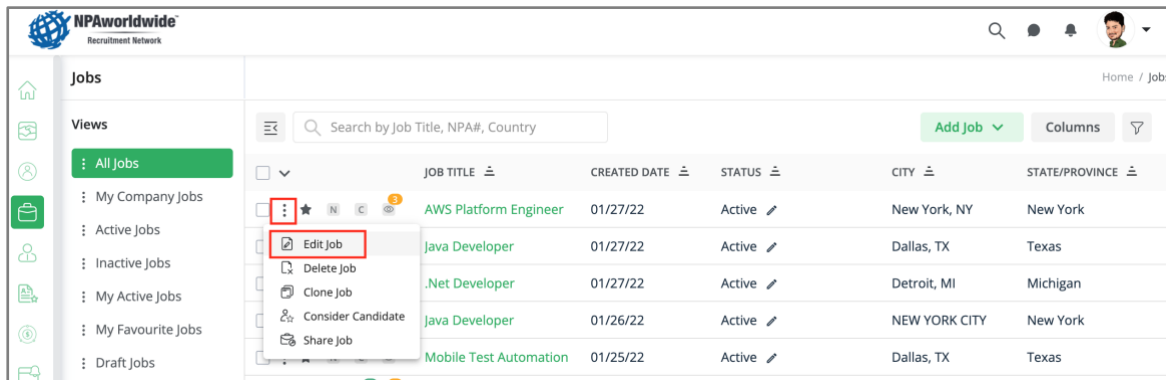 NPAworldwide™
Recruitment Network
Jobs
Home / Jobs
Views
Search by Job Title, NPA#, Country
Add Job
Columns
All Jobs
My Company Jobs
Active Jobs
Inactive Jobs
My Active Jobs
My Favourite Jobs
Draft Jobs
JOB TITLE CREATED DATE STATUS CITY STATE/PROVINCE
N C 3 AWS Platform Engineer 01/27/22 Active New York, NY New York
Java Developer 01/27/22 Active Dallas, TX Texas
.Net Developer 01/27/22 Active Detroit, MI Michigan
Java Developer 01/26/22 Active NEW YORK CITY New York
Mobile Test Automation 01/25/22 Active Dallas, TX Texas
Edit Job
Delete Job
Clone Job
Consider Candidate
Share Job